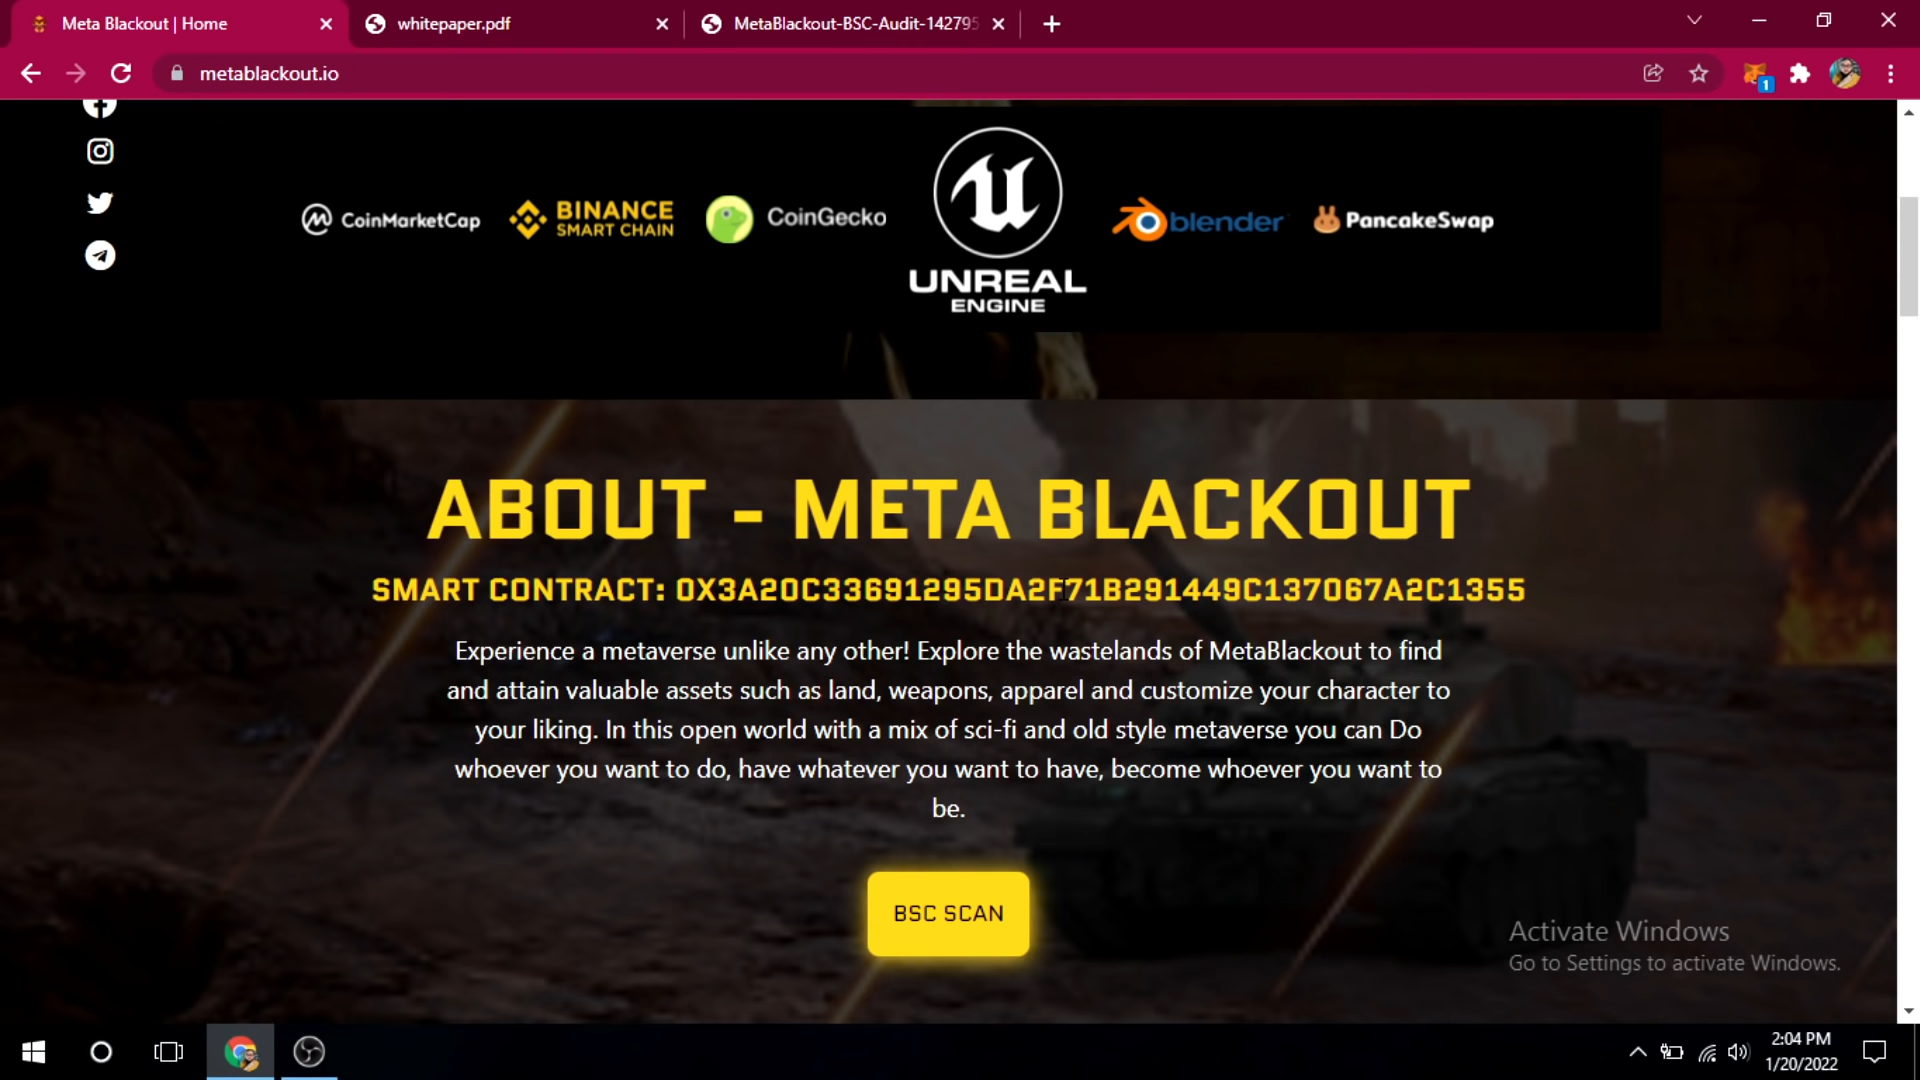 Meta Blackout | Home
whitepaper.pdf
MetaBlackout-BSC-Audit-142795
metablackout.io
1
CoinMarketCap
BINANCE
SMART CHAIN
CoinGecko
UNREAL
ENGINE
blender
PancakeSwap
ABOUT - META BLACKOUT
SMART CONTRACT: 0X3A20C33691295DA2F71B291449C137067A2C1355
Experience a metaverse unlike any other! Explore the wastelands of MetaBlackout to find
and attain valuable assets such as land, weapons, apparel and customize your character to
your liking. In this open world with a mix of sci-fi and old style metaverse you can Do
whoever you want to do, have whatever you want to have, become whoever you want to
be.
BSC SCAN
Activate Windows
Go to Settings to activate Windows.
2:04 PM
1/20/2022